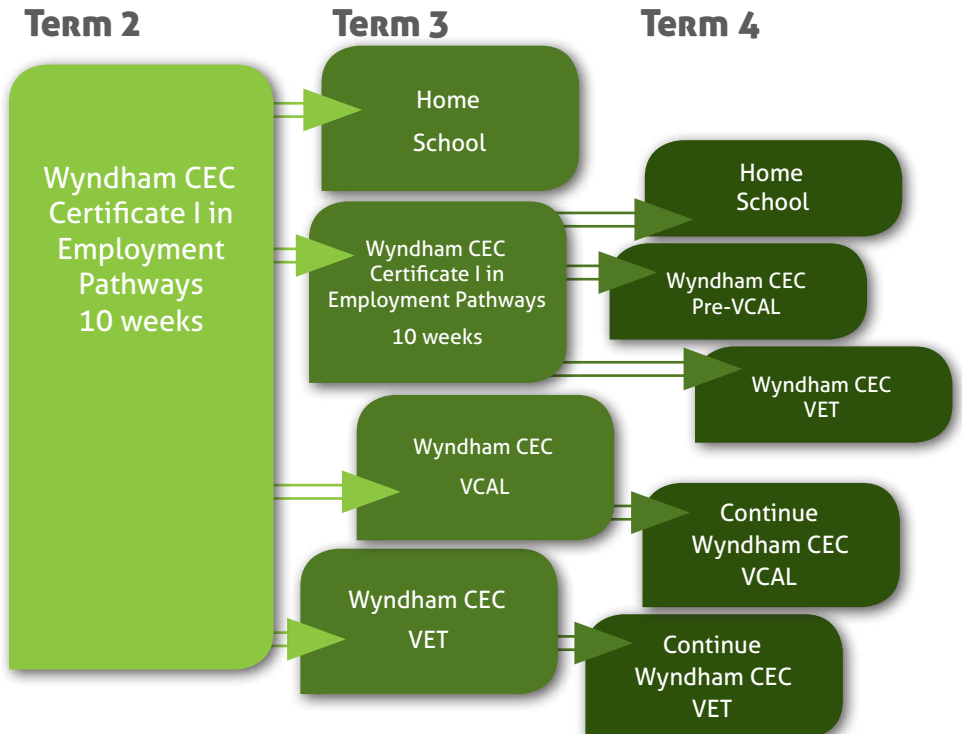 Term 2
Term 3
Term 4
Wyndham CEC
Certificate I in
Employment
Pathways
10 weeks
Home
School
Wyndham CEC
Certificate I in
Employment Pathways
10 weeks
Wyndham CEC
VCAL
Wyndham CEC
VET
Home
School
Wyndham CEC
Pre-VCAL
Wyndham CEC
VET
Continue
Wyndham CEC
VCAL
Continue
Wyndham CEC
VET